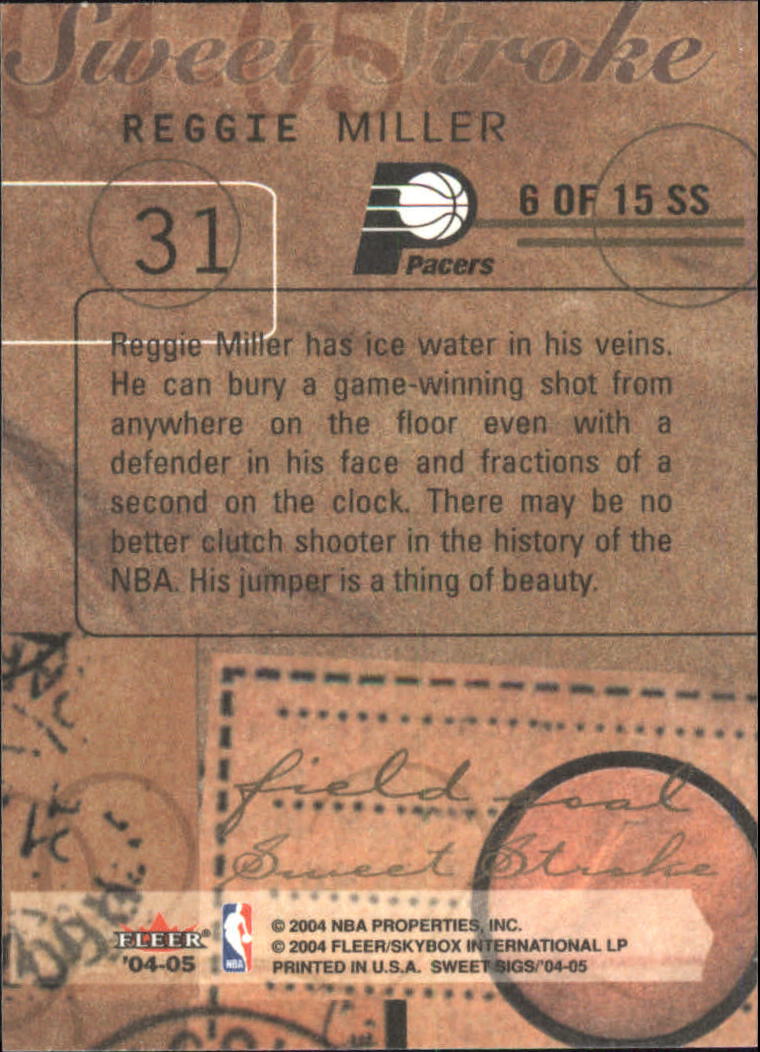 Sweet Stroke
REGGIE MILLER
31
6 OF 15 SS
Pacers
Reggie Miller has ice water in his veins.
He can bury a game-winning shot from
anywhere on the floor even with a
defender in his face and fractions of a
second on the clock. There may be no
better clutch shooter in the history of the
NBA. His jumper is a thing of beauty.
field goal
Sweet Stroke
FLEER®
'04-05
NBA
© 2004 NBA PROPERTIES, INC.
© 2004 FLEER/SKYBOX INTERNATIONAL LP
PRINTED IN U.S.A. SWEET SIGS/'04-05